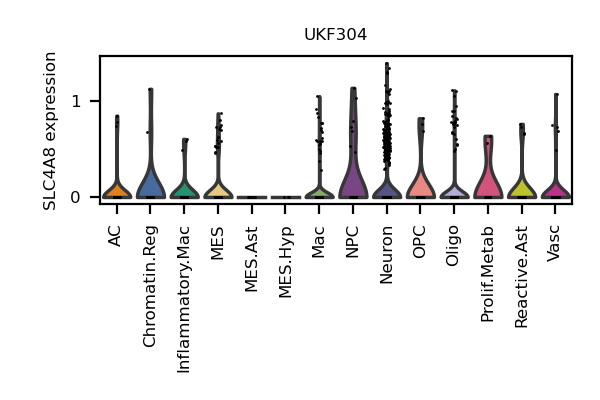 UKF304
SLC4A8 expression
1
0
AC
Chromatin.Reg
Inflammatory.Mac
MES
MES.Ast
MES.Hyp
Mac
NPC
Neuron
OPC
Oligo
Prolif.Metab
Reactive.Ast
Vasc